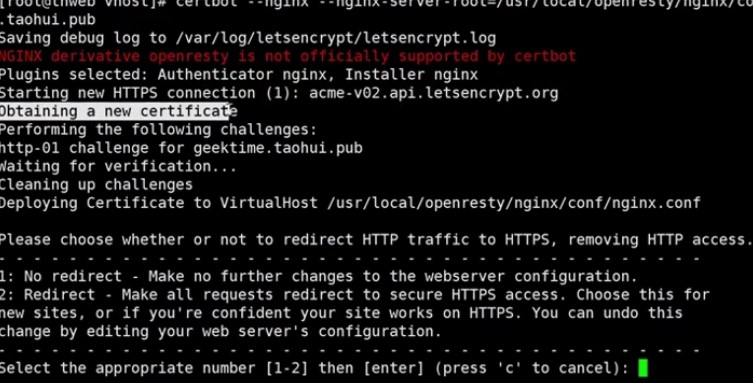 [root@thweb vhost]# certbot --nginx --nginx-server-root=/usr/local/openresty/nginx/co
.taohui.pub
Saving debug log to /var/log/letsencrypt/letsencrypt.log
NGINX derivative openresty is not officially supported by certbot
Plugins selected: Authenticator nginx, Installer nginx
Starting new HTTPS connection (1): acme-v02.api.letsencrypt.org
Obtaining a new certificate
Performing the following challenges:
http-01 challenge for geektime.taohui.pub
Waiting for verification...
Cleaning up challenges
Deploying Certificate to VirtualHost /usr/local/openresty/nginx/conf/nginx.conf
Please choose whether or not to redirect HTTP traffic to HTTPS, removing HTTP access.
- - - - - - - - - - - - - - - - - - - - - - - - - - - - - - - - - - - - - - - -
1: No redirect - Make no further changes to the webserver configuration.
2: Redirect - Make all requests redirect to secure HTTPS access. Choose this for
new sites, or if you're confident your site works on HTTPS. You can undo this
change by editing your web server's configuration.
- - - - - - - - - - - - - - - - - - - - - - - - - - - - - - - - - - - - - - - -
Select the appropriate number [1-2] then [enter] (press 'c' to cancel):